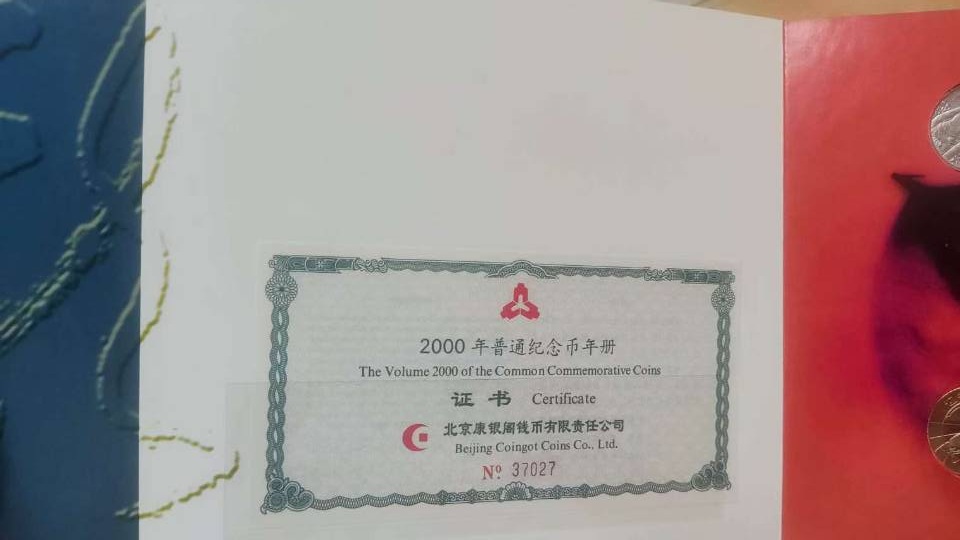 2000 年普通纪念币年册
The Volume 2000 of the Common Commemorative Coins
证书 Certificate
北京康银阁钱币有限责任公司
Beijing Coingot Coins Co., Ltd.
Nº 37027